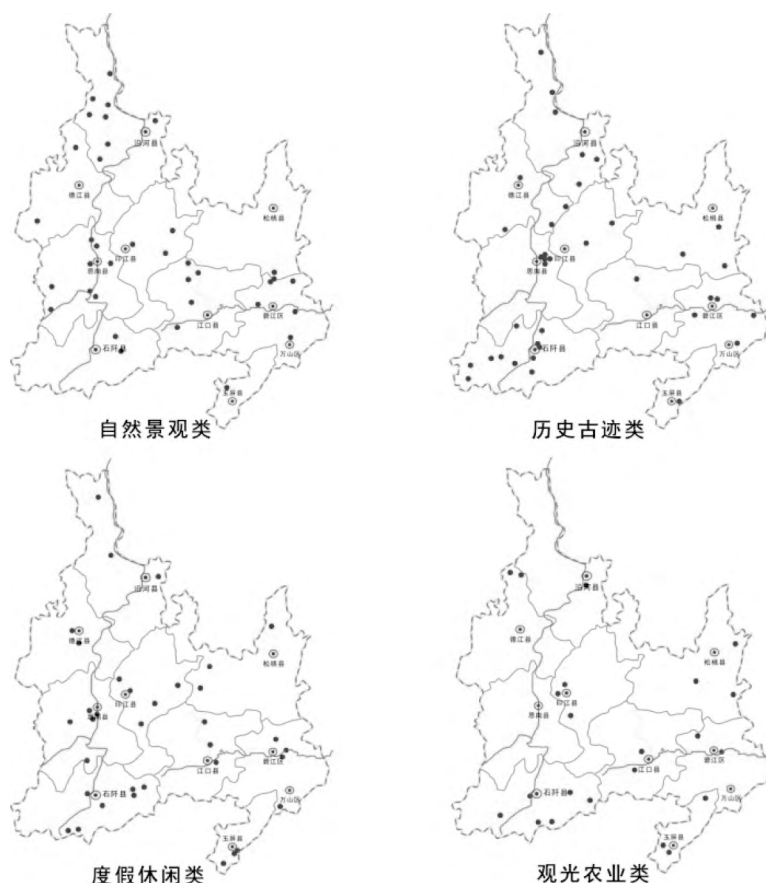 沿河县
德江县
松桃县
印江县
思南县
碧江区
江口县
石阡县
万山区
玉屏县
自然景观类
沿河县
德江县
松桃县
印江县
思南县
碧江区
江口县
石阡县
万山区
玉屏县
历史古迹类
沿河县
德江县
松桃县
印江县
思南县
碧江区
江口县
石阡县
万山区
玉屏县
度假休闲类
沿河县
德江县
松桃县
印江县
思南县
碧江区
江口县
石阡县
万山区
玉屏县
观光农业类